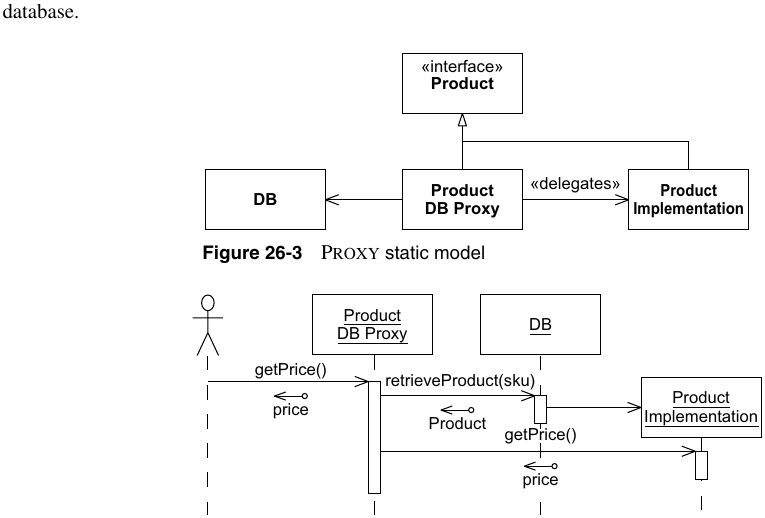 database.
«interface»
Product
DB
Product
DB Proxy
«delegates»
Product
Implementation
Figure 26-3 PROXY static model
Product
DB Proxy
DB
getPrice()
price
retrieveProduct(sku)
Product
Product
Implementation
getPrice()
price